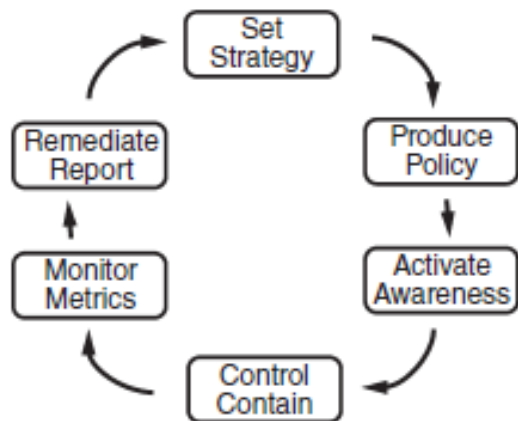 Set
Strategy
Produce
Policy
Activate
Awareness
Control
Contain
Monitor
Metrics
Remediate
Report